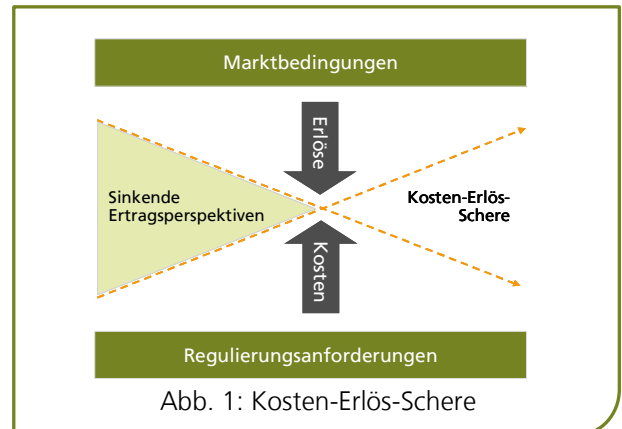 Marktbedingungen
Erlöse
Sinkende
Ertragsperspektiven
Kosten-Erlös-
Schere
Kosten
Regulierungsanforderungen
Abb. 1: Kosten-Erlös-Schere